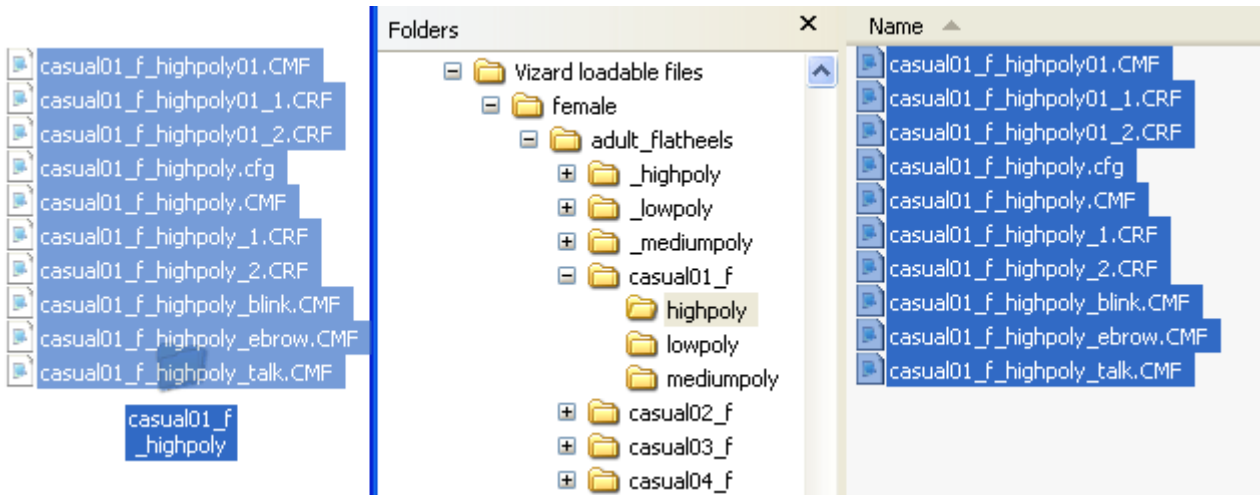 casual01_f_highpoly01.CMF
casual01_f_highpoly01_1.CRF
casual01_f_highpoly01_2.CRF
casual01_f_highpoly.cfg
casual01_f_highpoly.CMF
casual01_f_highpoly_1.CRF
casual01_f_highpoly_2.CRF
casual01_f_highpoly_blink.CMF
casual01_f_highpoly_ebrow.CMF
casual01_f_highpoly_talk.CMF
casual01_f
_highpoly
Folders
Vizard loadable files
female
adult_flatheels
_highpoly
_lowpoly
_mediumpoly
casual01_f
highpoly
lowpoly
mediumpoly
casual02_f
casual03_f
casual04_f
Name
casual01_f_highpoly01.CMF
casual01_f_highpoly01_1.CRF
casual01_f_highpoly01_2.CRF
casual01_f_highpoly.cfg
casual01_f_highpoly.CMF
casual01_f_highpoly_1.CRF
casual01_f_highpoly_2.CRF
casual01_f_highpoly_blink.CMF
casual01_f_highpoly_ebrow.CMF
casual01_f_highpoly_talk.CMF